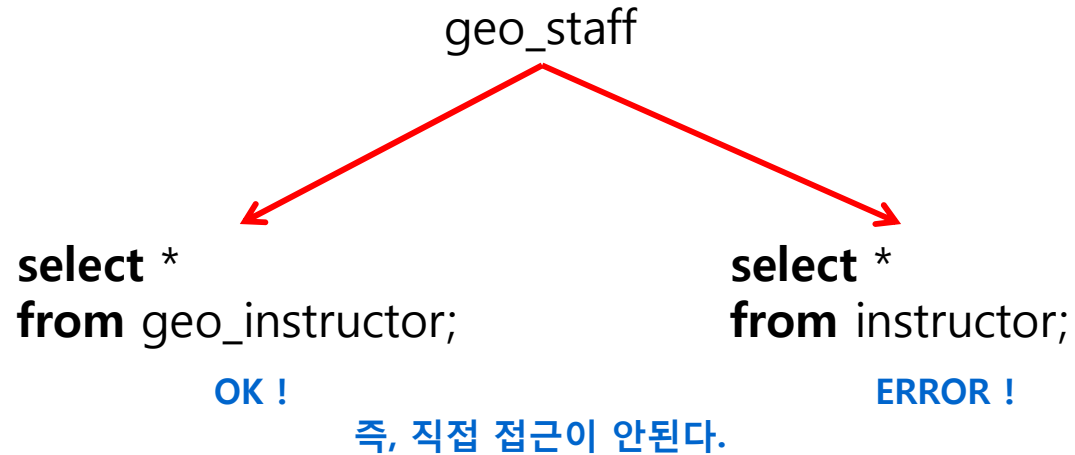 geo_staff
select *
from geo_instructor;
OK !
select *
from instructor;
ERROR !
즉, 직접 접근이 안된다.